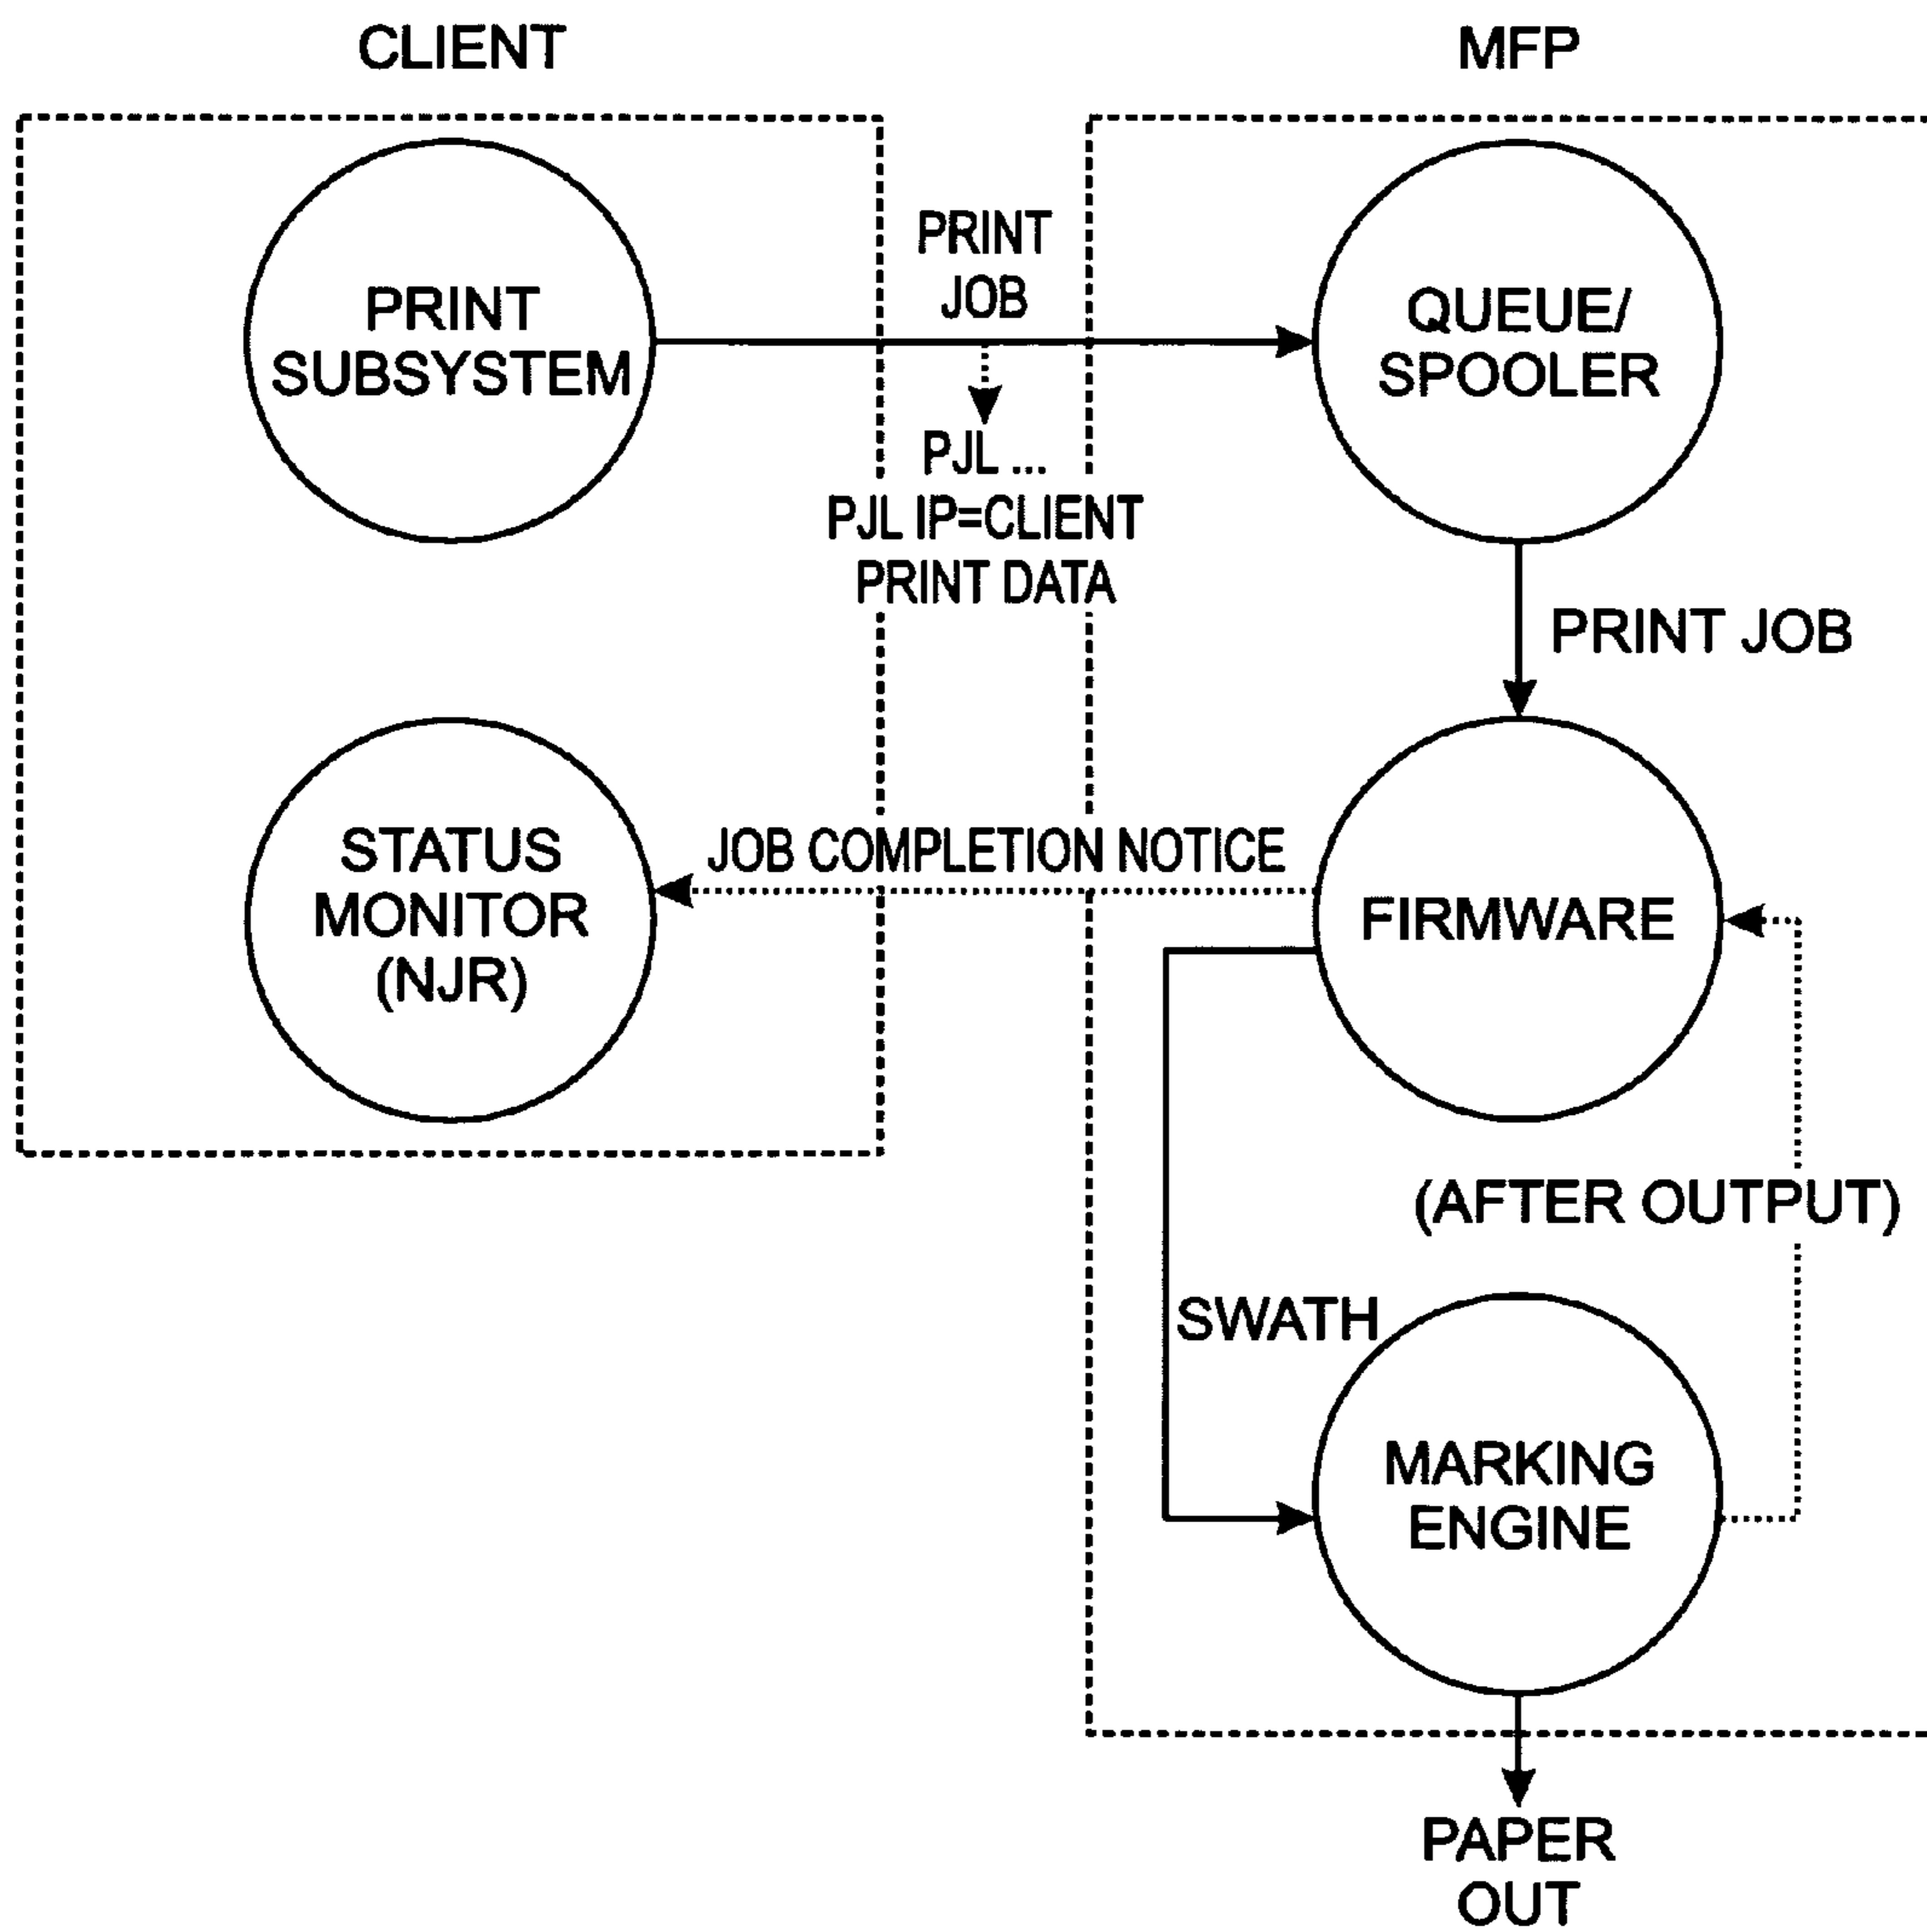 CLIENT
MFP
PRINT
SUBSYSTEM
PRINT
JOB
PJL ...
PJL IP=CLIENT
PRINT DATA
QUEUE/
SPOOLER
PRINT JOB
STATUS
MONITOR
(NJR)
JOB COMPLETION NOTICE
FIRMWARE
(AFTER OUTPUT)
SWATH
MARKING
ENGINE
PAPER
OUT